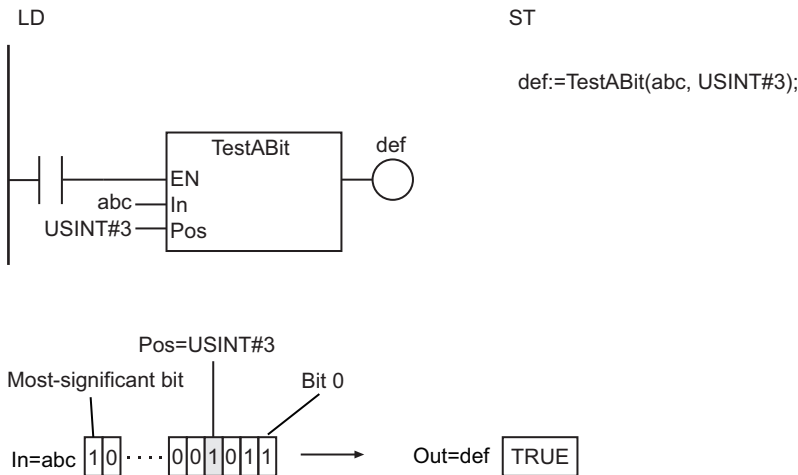 LD
ST
def:=TestABit(abc, USINT#3);
TestABit
def
EN
abc
In
USINT#3
Pos
Pos=USINT#3
Most-significant bit
Bit 0
In=abc 1 0 · · · · 0 0 1 0 1 1
Out=def TRUE